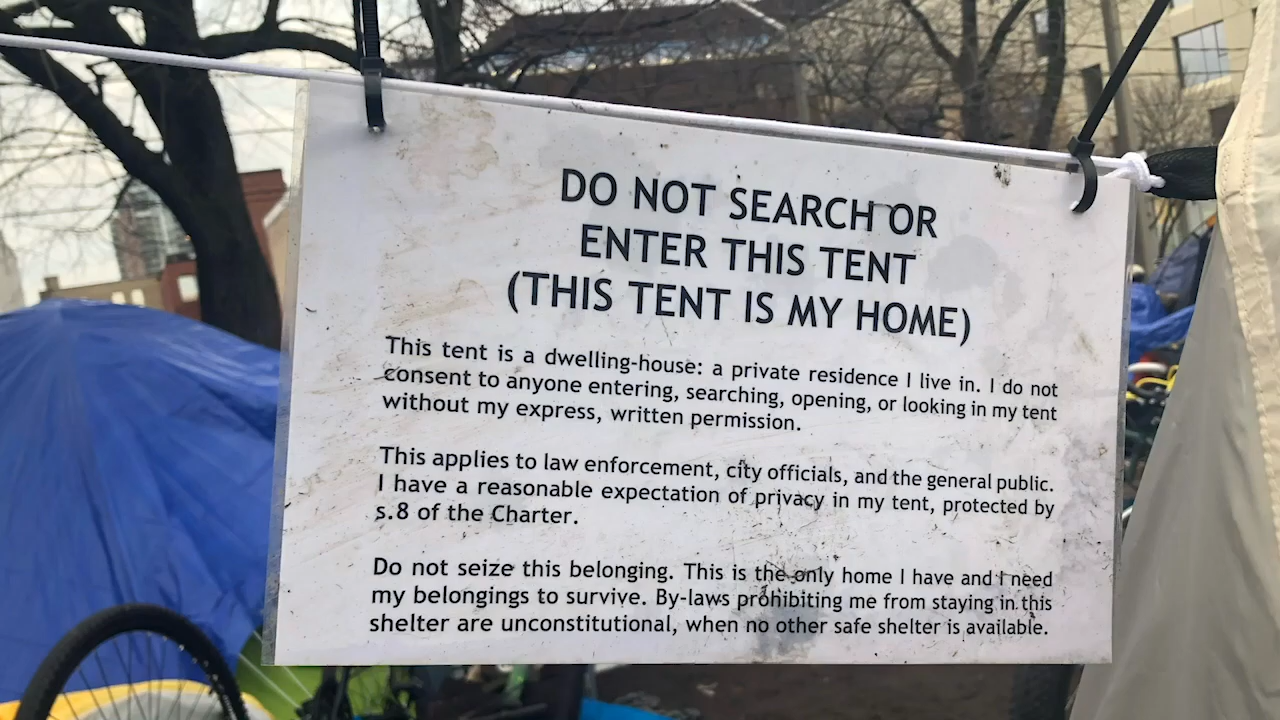 DO NOT SEARCH OR
ENTER THIS TENT
(THIS TENT IS MY HOME)
This tent is a dwelling-house: a private residence I live in. I do not
consent to anyone entering, searching, opening, or looking in my tent
without my express, written permission.
This applies to law enforcement, city officials, and the general public.
I have a reasonable expectation of privacy in my tent, protected by
s.8 of the Charter.
Do not seize this belonging. This is the only home I have and I need
my belongings to survive. By-laws prohibiting me from staying in this
shelter are unconstitutional, when no other safe shelter is available.